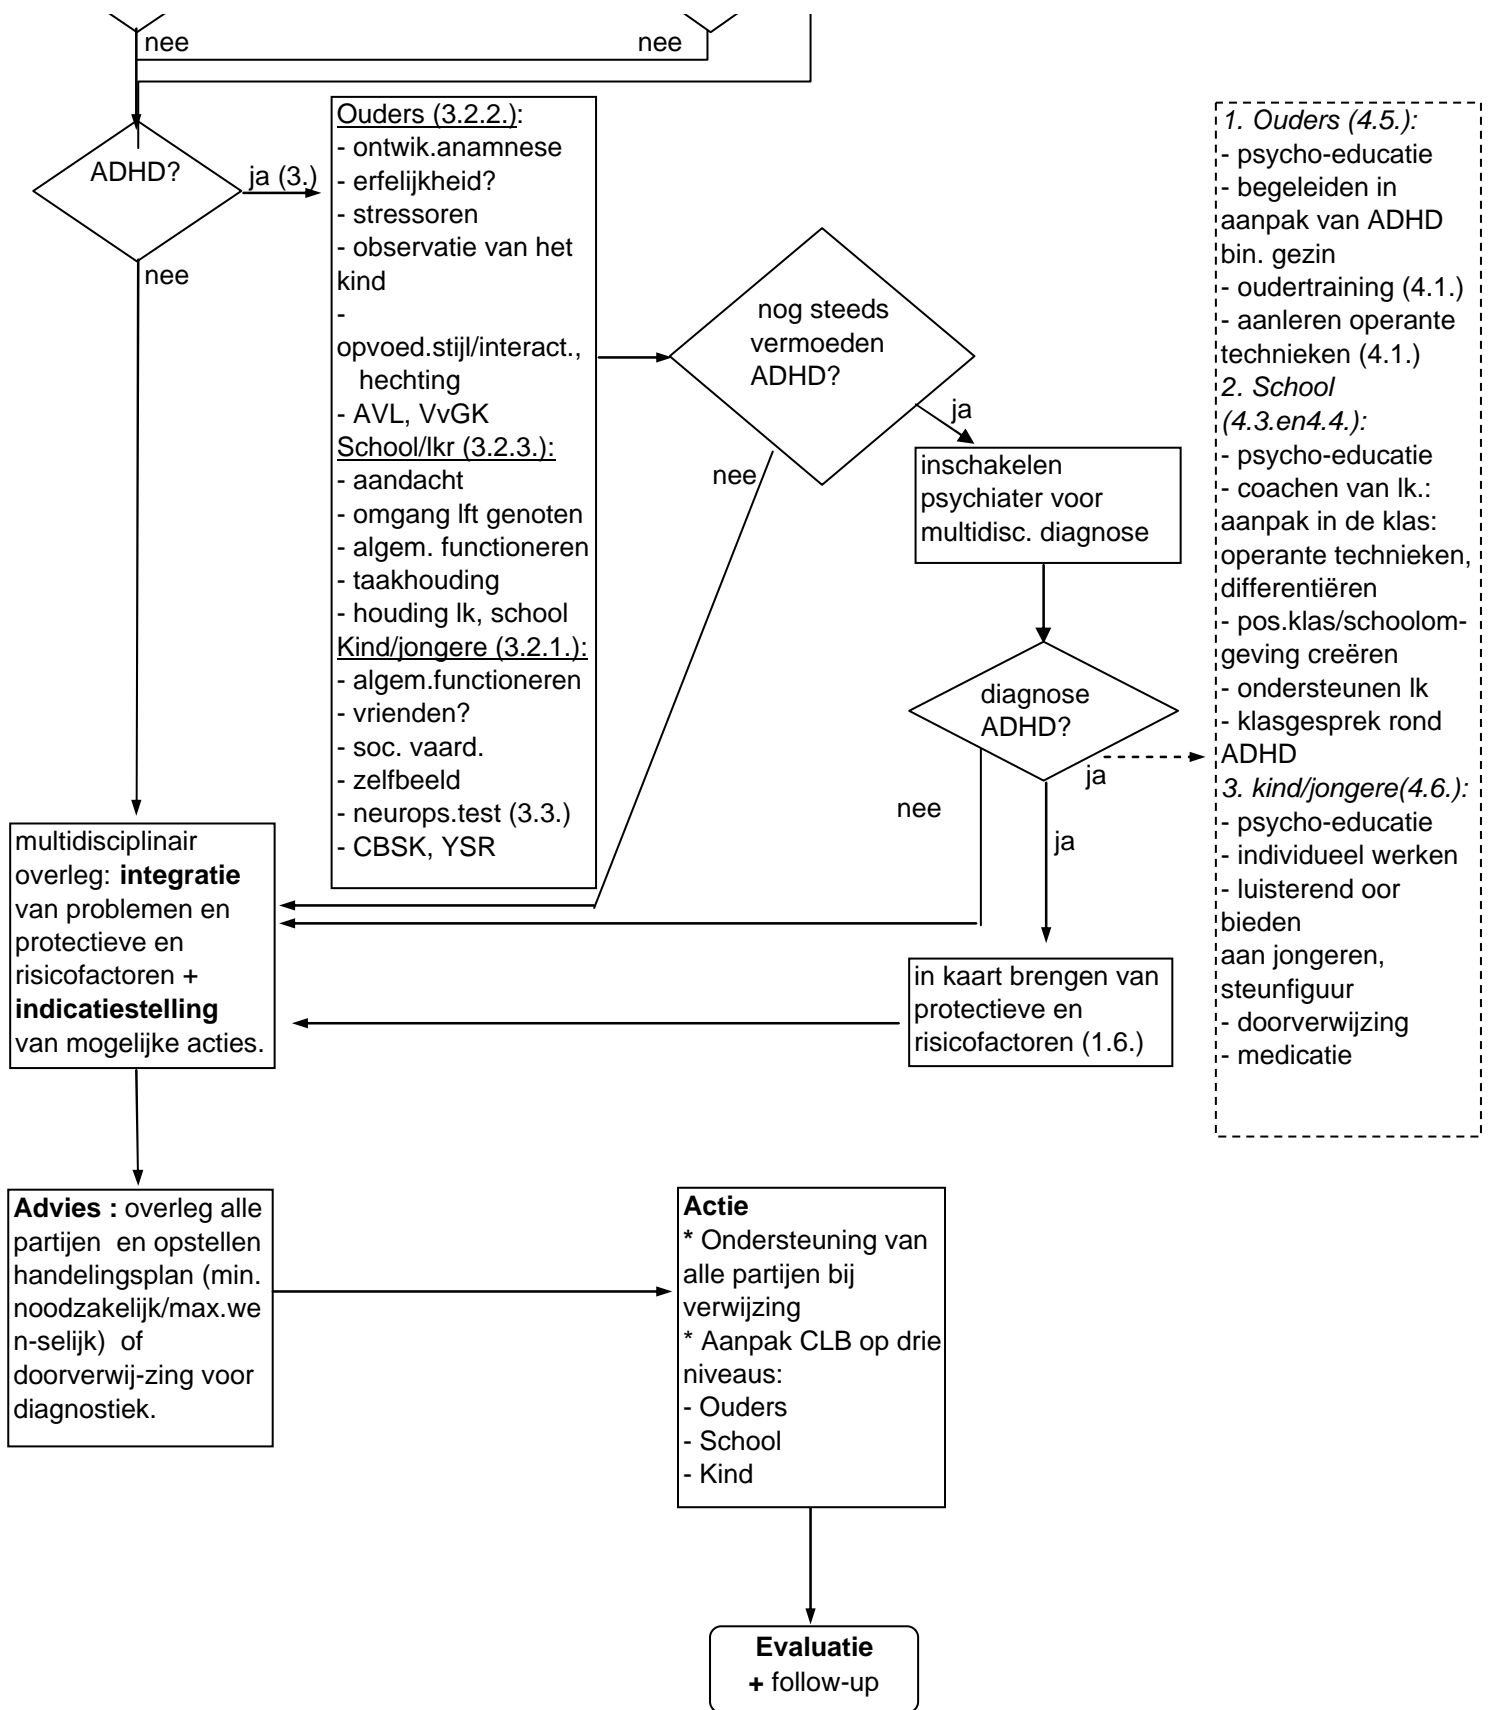 nee
nee
ADHD?
ja (3.)
nee
Ouders (3.2.2.):
- ontwik.anamnese
- erfelijkheid?
- stressoren
- observatie van het
kind
-
opvoed.stijl/interact.,
hechting
- AVL, VvGK
School/lkr (3.2.3.):
- aandacht
- omgang lft genoten
- algem. functioneren
- taakhouding
- houding lk, school
Kind/jongere (3.2.1.):
- algem.functioneren
- vrienden?
- soc. vaard.
- zelfbeeld
- neurops.test (3.3.)
- CBSK, YSR
nog steeds
vermoeden
ADHD?
ja
nee
inschakelen
psychiater voor
multidisc. diagnose
diagnose
ADHD?
ja
nee
ja
1. Ouders (4.5.):
- psycho-educatie
- begeleiden in
aanpak van ADHD
bin. gezin
- oudertraining (4.1.)
- aanleren operante
technieken (4.1.)
2. School
(4.3.en4.4.):
- psycho-educatie
- coachen van lk.:
aanpak in de klas:
operante technieken,
differentiëren
- pos.klas/schoolom-
geving creëren
- ondersteunen lk
- klasgesprek rond
ADHD
3. kind/jongere(4.6.):
- psycho-educatie
- individueel werken
- luisterend oor
bieden
aan jongeren,
steunfiguur
- doorverwijzing
- medicatie
multidisciplinair
overleg: integratie
van problemen en
protectieve en
risicofactoren +
indicatiestelling
van mogelijke acties.
in kaart brengen van
protectieve en
risicofactoren (1.6.)
Advies : overleg alle
partijen en opstellen
handelingsplan (min.
noodzakelijk/max.we
n-selijk) of
doorverwij-zing voor
diagnostiek.
Actie
* Ondersteuning van
alle partijen bij
verwijzing
* Aanpak CLB op drie
niveaus:
- Ouders
- School
- Kind
Evaluatie
+ follow-up